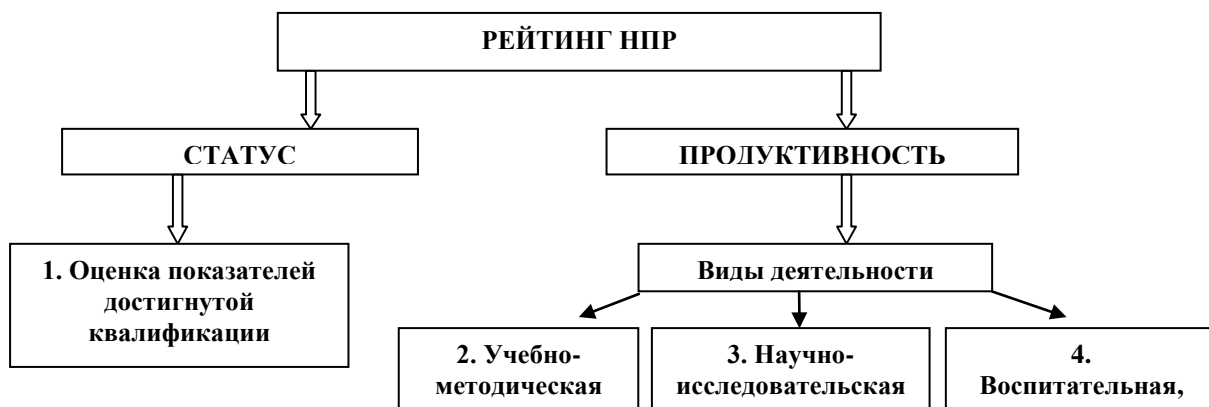 РЕЙТИНГ НПР
СТАТУС
ПРОДУКТИВНОСТЬ
1. Оценка показателей
достигнутой
квалификации
Виды деятельности
2. Учебно-
методическая
3. Научно-
исследовательская
4.
Воспитательная,